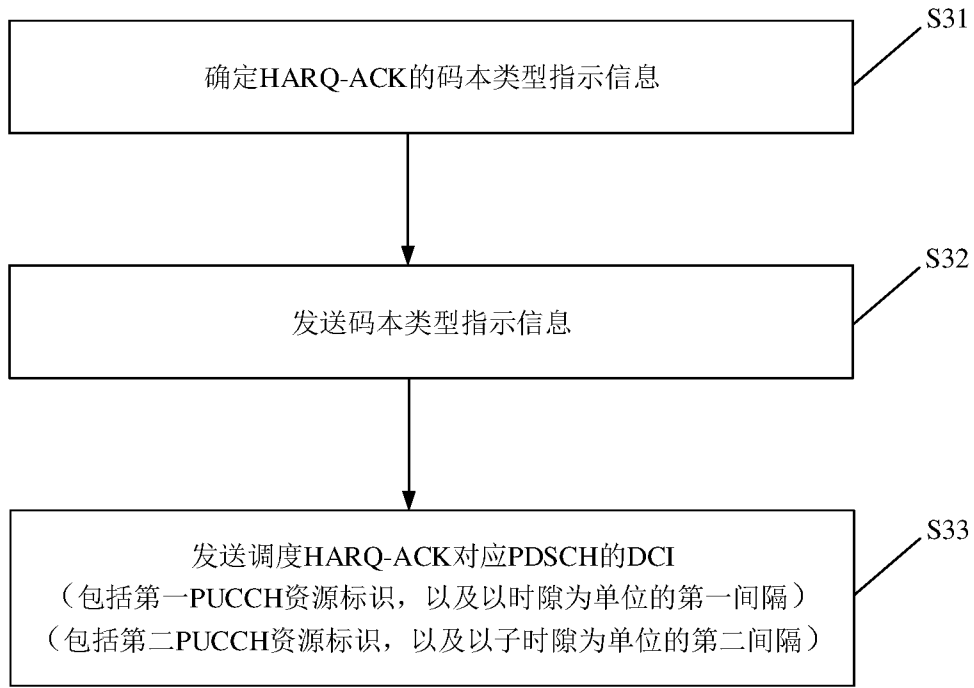 S31
确定HARQ-ACK的码本类型指示信息
S32
发送码本类型指示信息
S33
发送调度HARQ-ACK对应PDSCH的DCI
（包括第一PUCCH资源标识，以及以时隙为单位的第一间隔）
（包括第二PUCCH资源标识，以及以子时隙为单位的第二间隔）